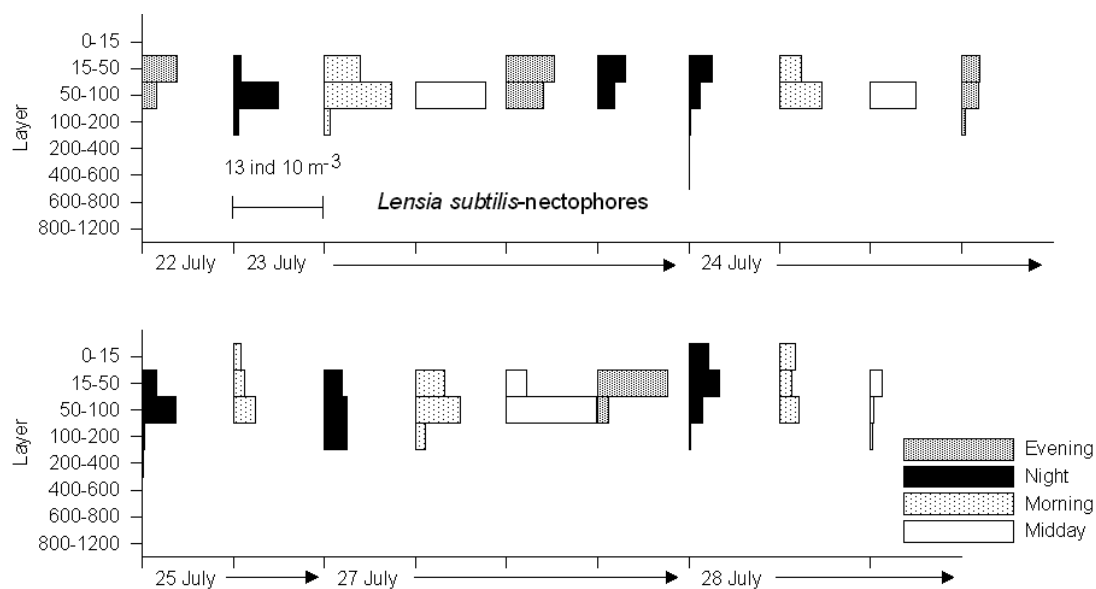 Layer
0-15
15-50
50-100
100-200
200-400
400-600
600-800
800-1200
13 ind 10 m-3
Lensia subtilis-nectophores
22 July 23 July 24 July
Layer
0-15
15-50
50-100
100-200
200-400
400-600
600-800
800-1200
Evening
Night
Morning
Midday
25 July 27 July 28 July